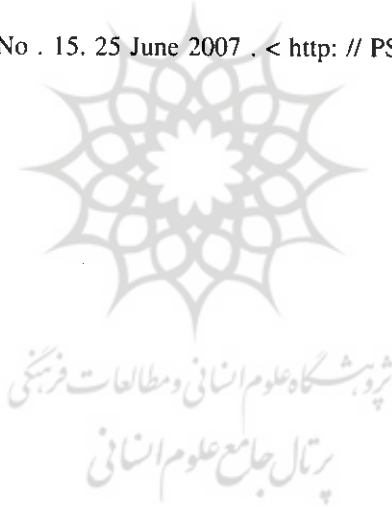 No . 15. 25 June 2007 . < http: // PS
پژوهشگاه علوم انسانی و مطالعات فرهنگی
پرتال جامع علوم انسانی